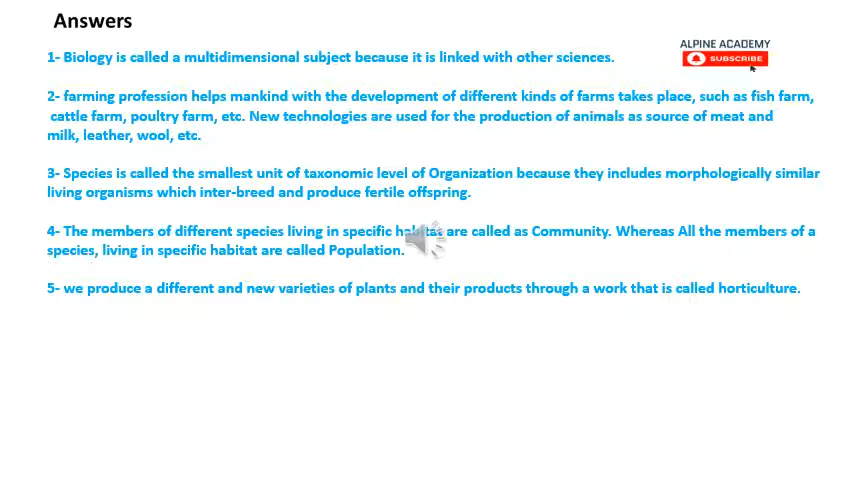 Answers
ALPINE ACADEMY
SUBSCRIBE
1- Biology is called a multidimensional subject because it is linked with other sciences.
2- farming profession helps mankind with the development of different kinds of farms takes place, such as fish farm,
cattle farm, poultry farm, etc. New technologies are used for the production of animals as source of meat and
milk, leather, wool, etc.
3- Species is called the smallest unit of taxonomic level of Organization because they includes morphologically similar
living organisms which inter-breed and produce fertile offspring.
4- The members of different species living in specific habitat are called as Community. Whereas All the members of a
species, living in specific habitat are called Population.
5- we produce a different and new varieties of plants and their products through a work that is called horticulture.